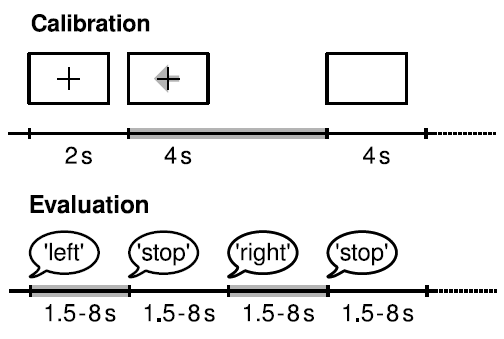 Calibration
2s 4s 4s
Evaluation
'left' 'stop' 'right' 'stop'
1.5-8s 1.5-8s 1.5-8s 1.5-8s